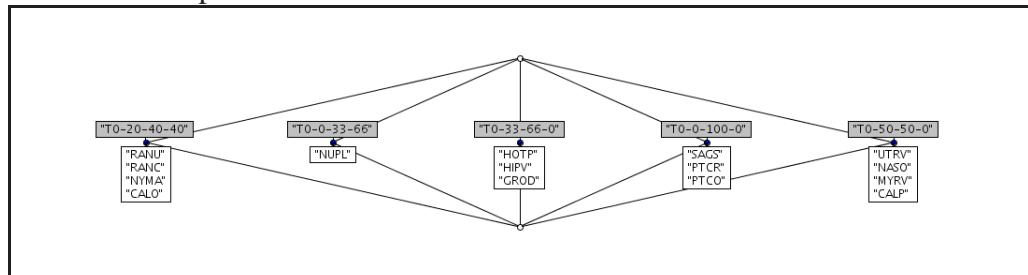 "T0-20-40-40"
"RANU"
"RANC"
"NYMA"
"CALO"
"T0-0-33-66"
"NUPL"
"T0-33-66-0"
"HOTP"
"HIPV"
"GROD"
"T0-0-100-0"
"SAGS"
"PTCR"
"PTCO"
"T0-50-50-0"
"UTRV"
"NASO"
"MYRV"
"CALP"